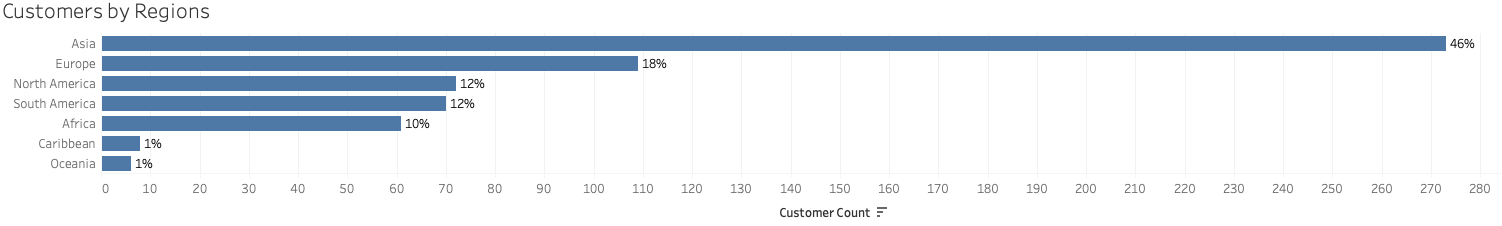 Customers by Regions
Asia 46%
Europe 18%
North America 12%
South America 12%
Africa 10%
Caribbean 1%
Oceania 1%
0 10 20 30 40 50 60 70 80 90 100 110 120 130 140 150 160 170 180 190 200 210 220 230 240 250 260 270 280
Customer Count